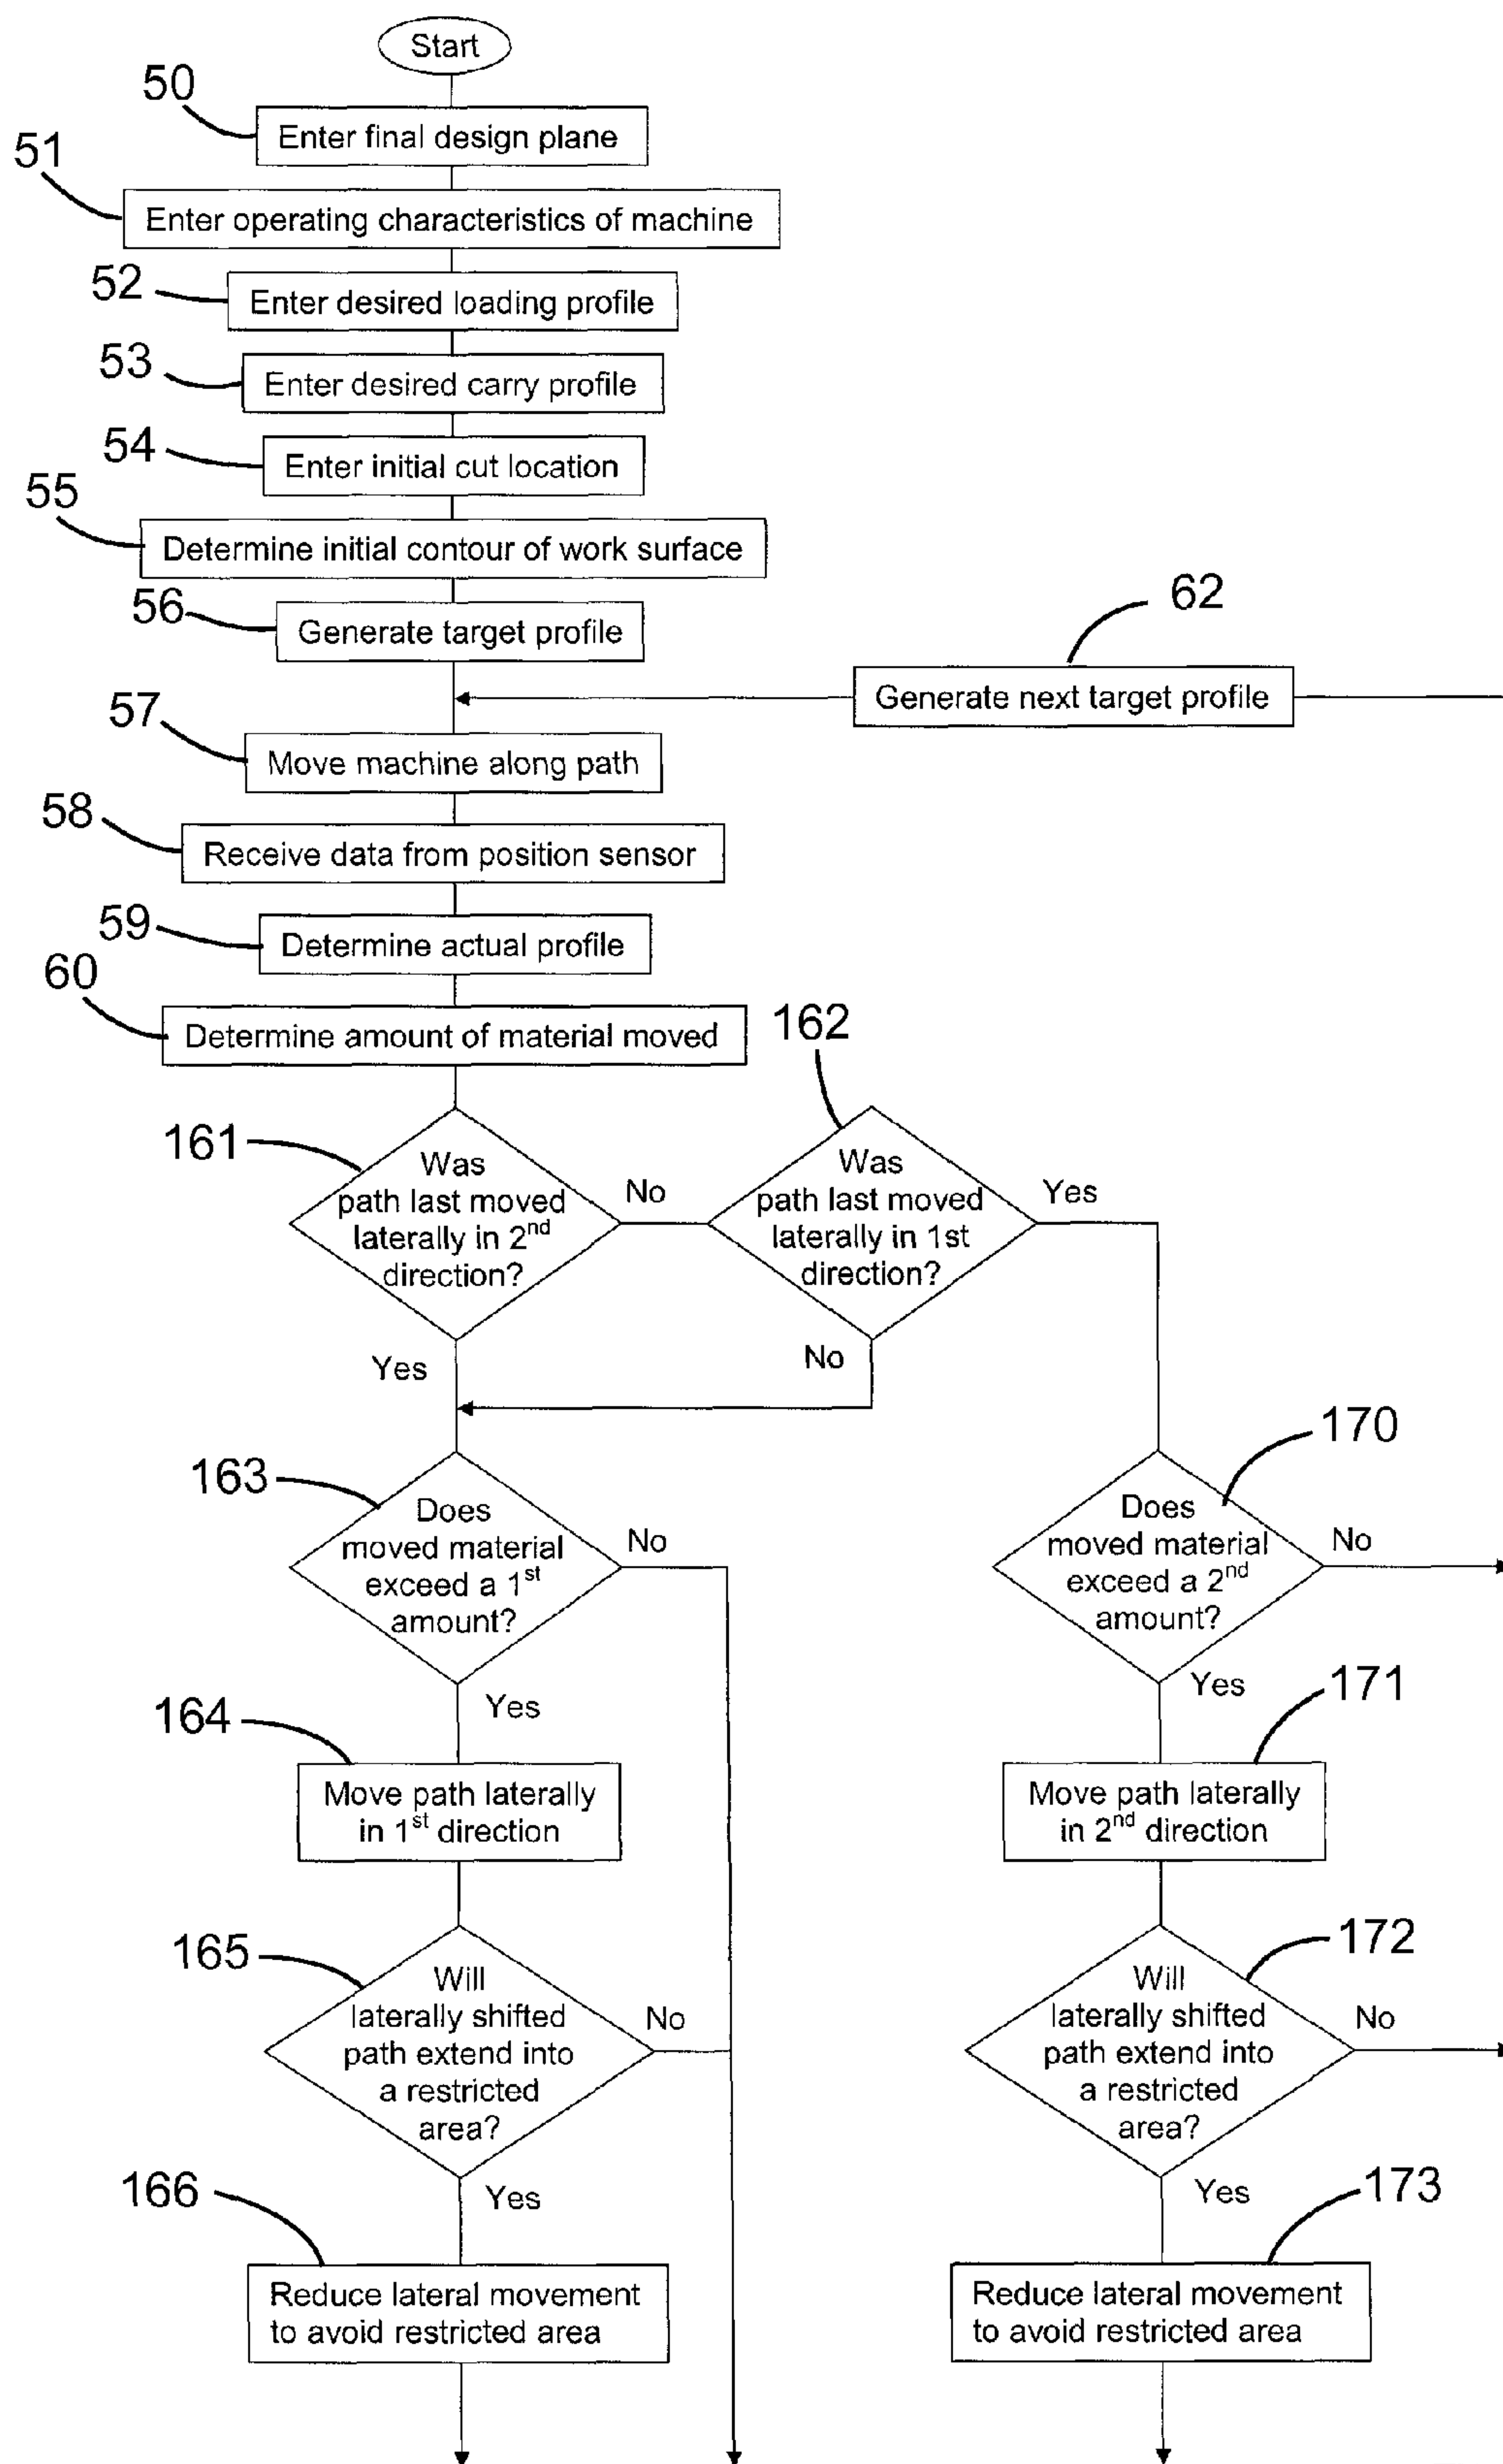 Start
50
Enter final design plane
51
Enter operating characteristics of machine
52
Enter desired loading profile
53
Enter desired carry profile
54
Enter initial cut location
55
Determine initial contour of work surface
56
Generate target profile
62
Generate next target profile
57
Move machine along path
58
Receive data from position sensor
59
Determine actual profile
60
Determine amount of material moved
161
Was
path last moved
laterally in 2nd
direction?
No
Yes
162
Was
path last moved
laterally in 1st
direction?
Yes
No
163
Does
moved material
exceed a 1st
amount?
No
Yes
170
Does
moved material
exceed a 2nd
amount?
No
Yes
164
Move path laterally
in 1st direction
171
Move path laterally
in 2nd direction
165
Will
laterally shifted
path extend into
a restricted
area?
No
Yes
172
Will
laterally shifted
path extend into
a restricted
area?
No
Yes
166
Reduce lateral movement
to avoid restricted area
173
Reduce lateral movement
to avoid restricted area